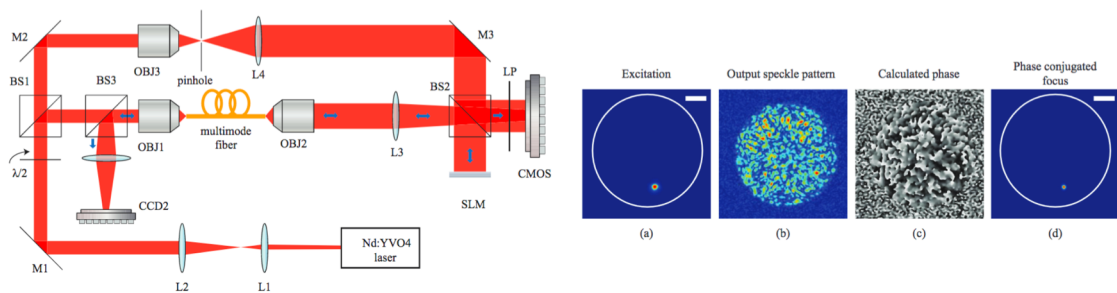 M2
OBJ3
pinhole
L4
M3
BS1
BS3
BS2
LP
OBJ1
multimode
fiber
OBJ2
L3
CMOS
λ/2
CCD2
SLM
Nd:YVO4
laser
M1
L2
L1
Excitation
Output speckle pattern
Calculated phase
Phase conjugated
focus
(a)
(b)
(c)
(d)